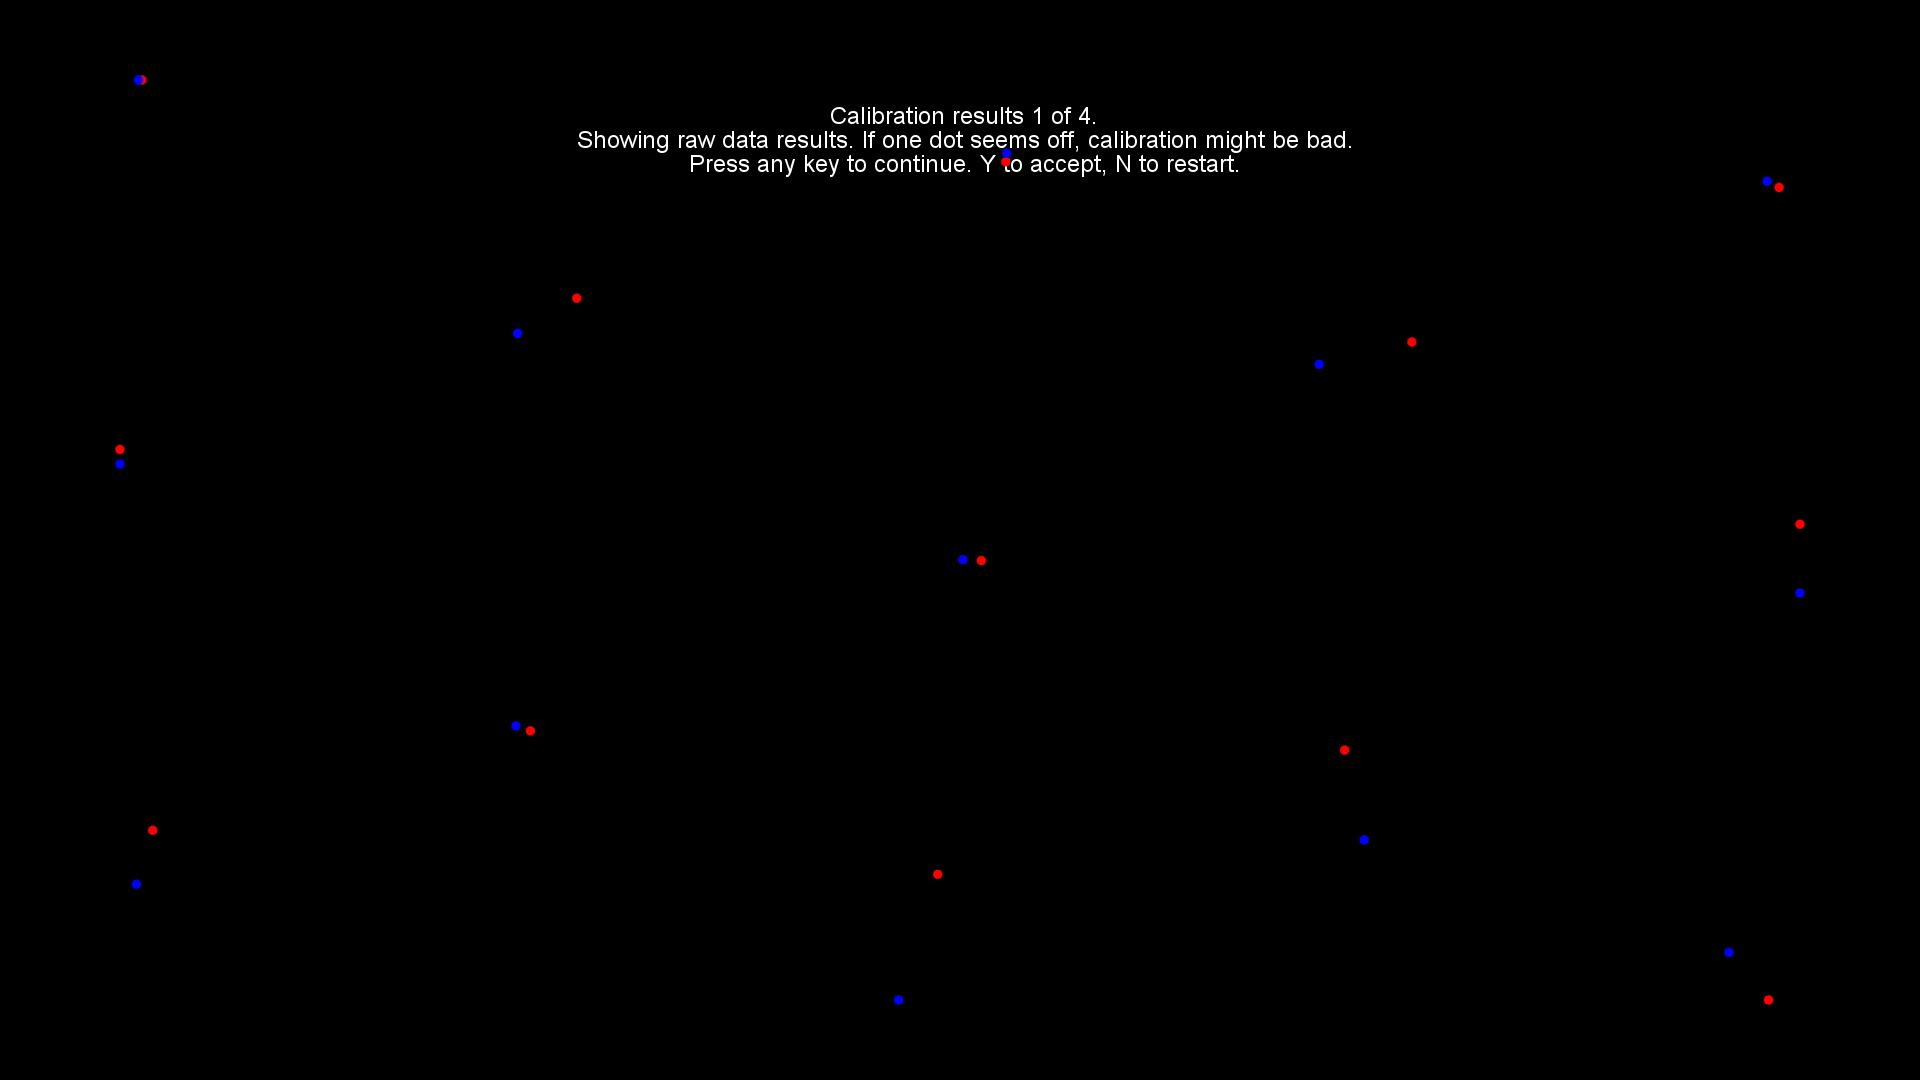 Calibration results 1 of 4.
Showing raw data results. If one dot seems off, calibration might be bad.
Press any key to continue. Y to accept, N to restart.